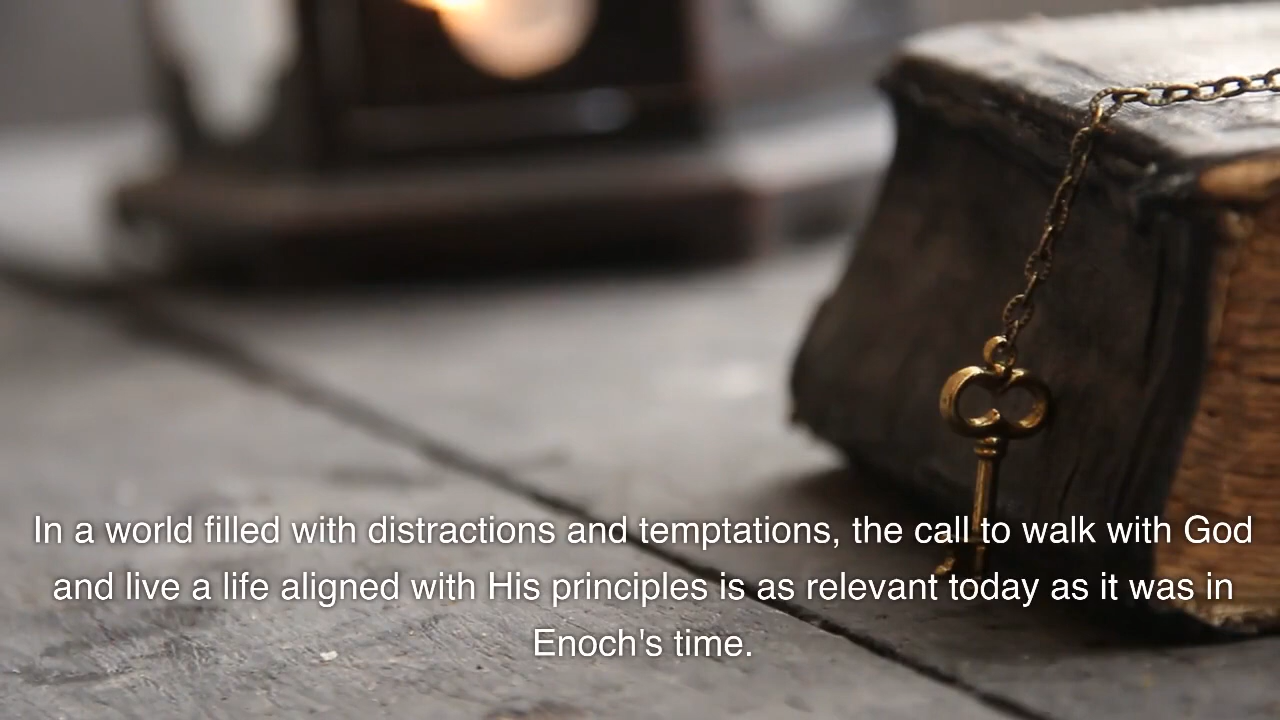 In a world filled with distractions and temptations, the call to walk with God
and live a life aligned with His principles is as relevant today as it was in
Enoch's time.